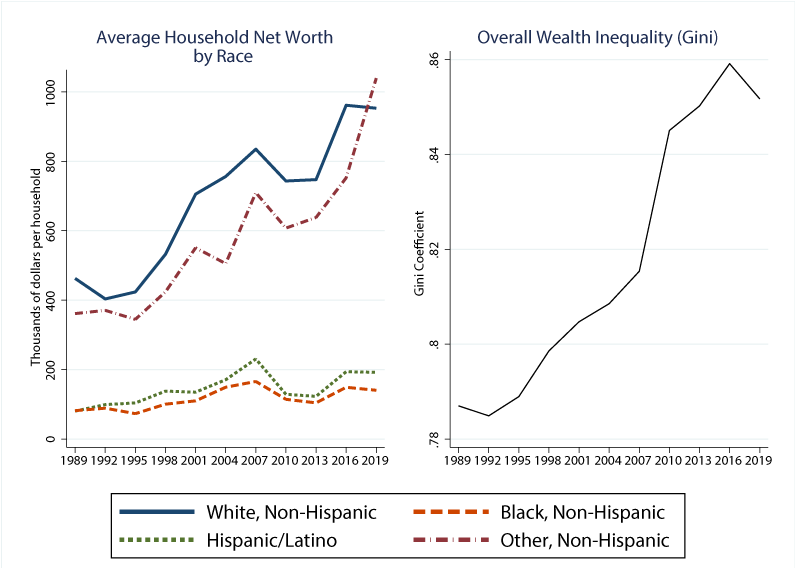 Average Household Net Worth
by Race
Thousands of dollars per household
1000
800
600
400
200
0
1989 1992 1995 1998 2001 2004 2007 2010 2013 2016 2019
Overall Wealth Inequality (Gini)
Gini Coefficient
.86
.84
.82
.8
.78
1989 1992 1995 1998 2001 2004 2007 2010 2013 2016 2019
White, Non-Hispanic
Black, Non-Hispanic
Hispanic/Latino
Other, Non-Hispanic